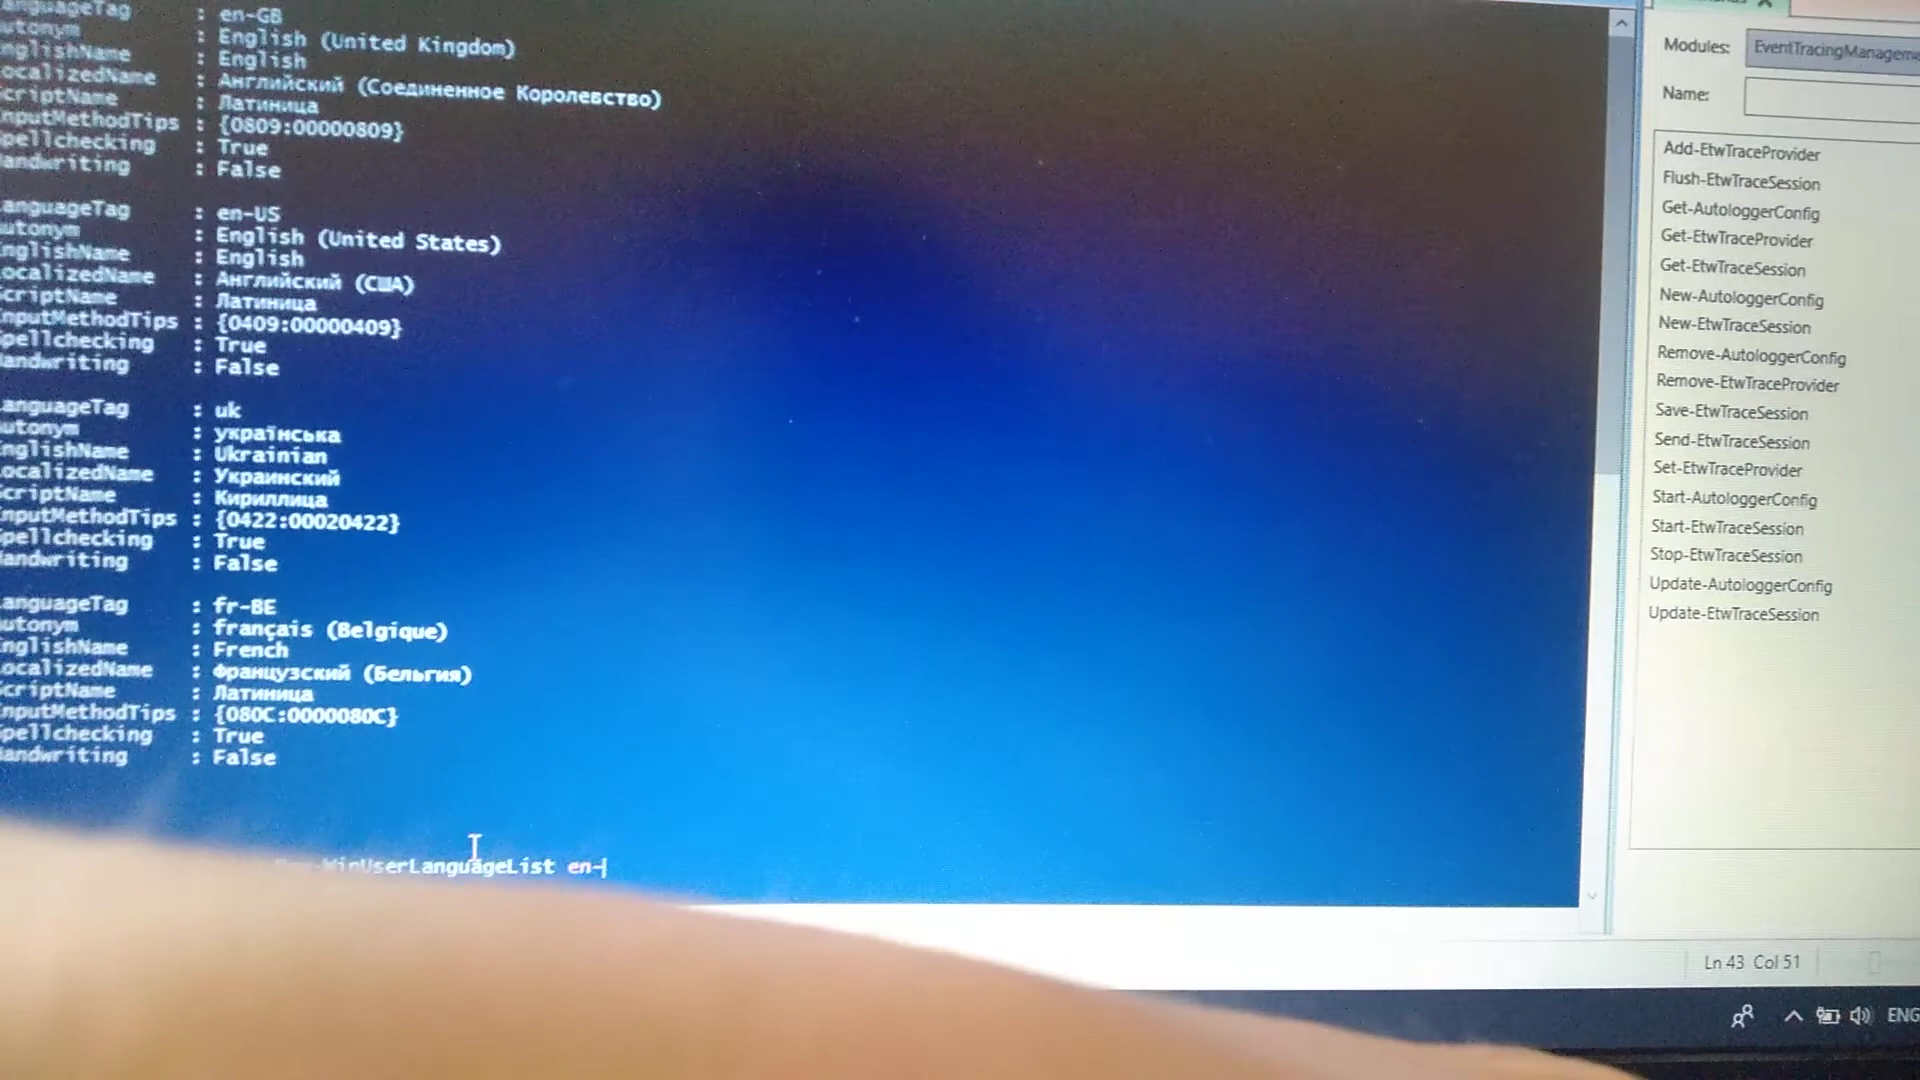 : en-GB
: English (United Kingdom)
: English
: Английский (Соединенное Королевство)
: Латиница
: {0809:00000809}
: True
: False
: en-US
: English (United States)
: English
: Английский (США)
: Латиница
: {0409:00000409}
: True
: False
: uk
: українська
: Ukrainian
: Украинский
: Кириллица
: {0422:00020422}
: True
: False
: fr-BE
: français (Belgique)
: French
: Французский (Бельгия)
: Латиница
: {080C:0000080C}
: True
: False
WinUserLanguageList en-
Modules: EventTracingManageme
Name:
Add-EtwTraceProvider
Flush-EtwTraceSession
Get-AutologgerConfig
Get-EtwTraceProvider
Get-EtwTraceSession
New-AutologgerConfig
New-EtwTraceSession
Remove-AutologgerConfig
Remove-EtwTraceProvider
Save-EtwTraceSession
Send-EtwTraceSession
Set-EtwTraceProvider
Start-AutologgerConfig
Start-EtwTraceSession
Stop-EtwTraceSession
Update-AutologgerConfig
Update-EtwTraceSession
Ln 43 Col 51
ENG